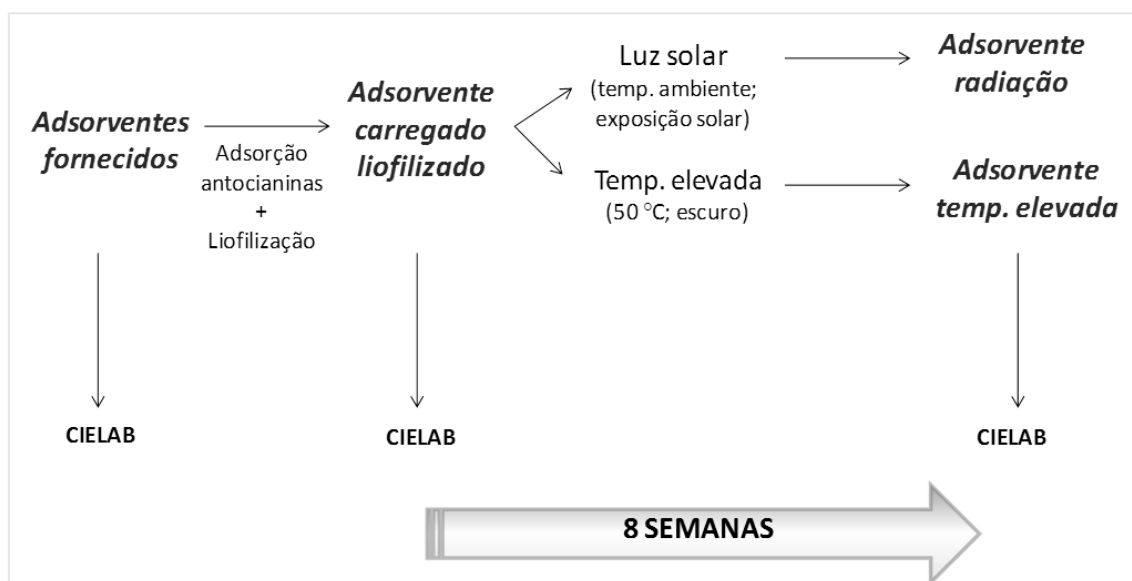 Adsorventes
fornecidos
Adsorção
antocianinas
+
Liofilização
Adsorvente
carregado
liofilizado
Luz solar
(temp. ambiente;
exposição solar)
Temp. elevada
(50 °C; escuro)
Adsorvente
radiação
Adsorvente
temp. elevada
CIELAB
CIELAB
CIELAB
8 SEMANAS